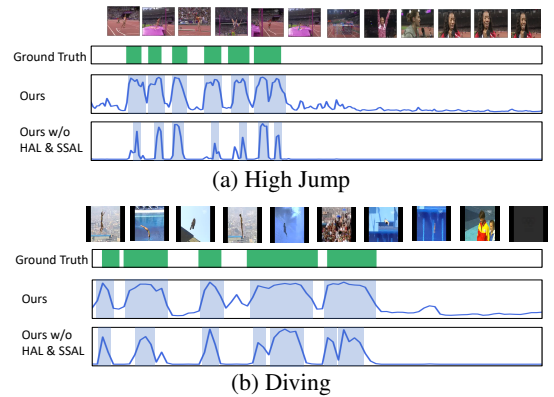 Ground Truth
Ours
Ours w/o
HAL & SSAL
(a) High Jump
Ground Truth
Ours
Ours w/o
HAL & SSAL
(b) Diving